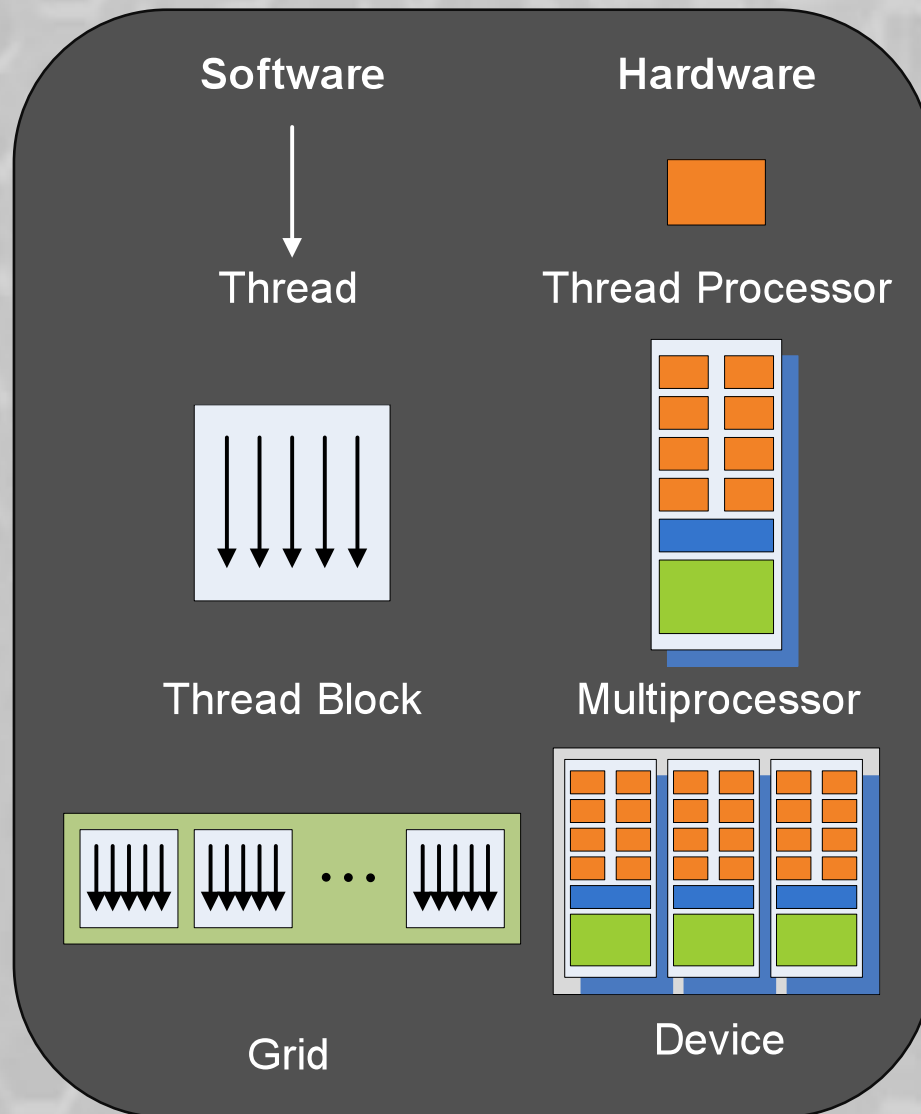 Software
Hardware
Thread
Thread Processor
Thread Block
Multiprocessor
Grid
Device